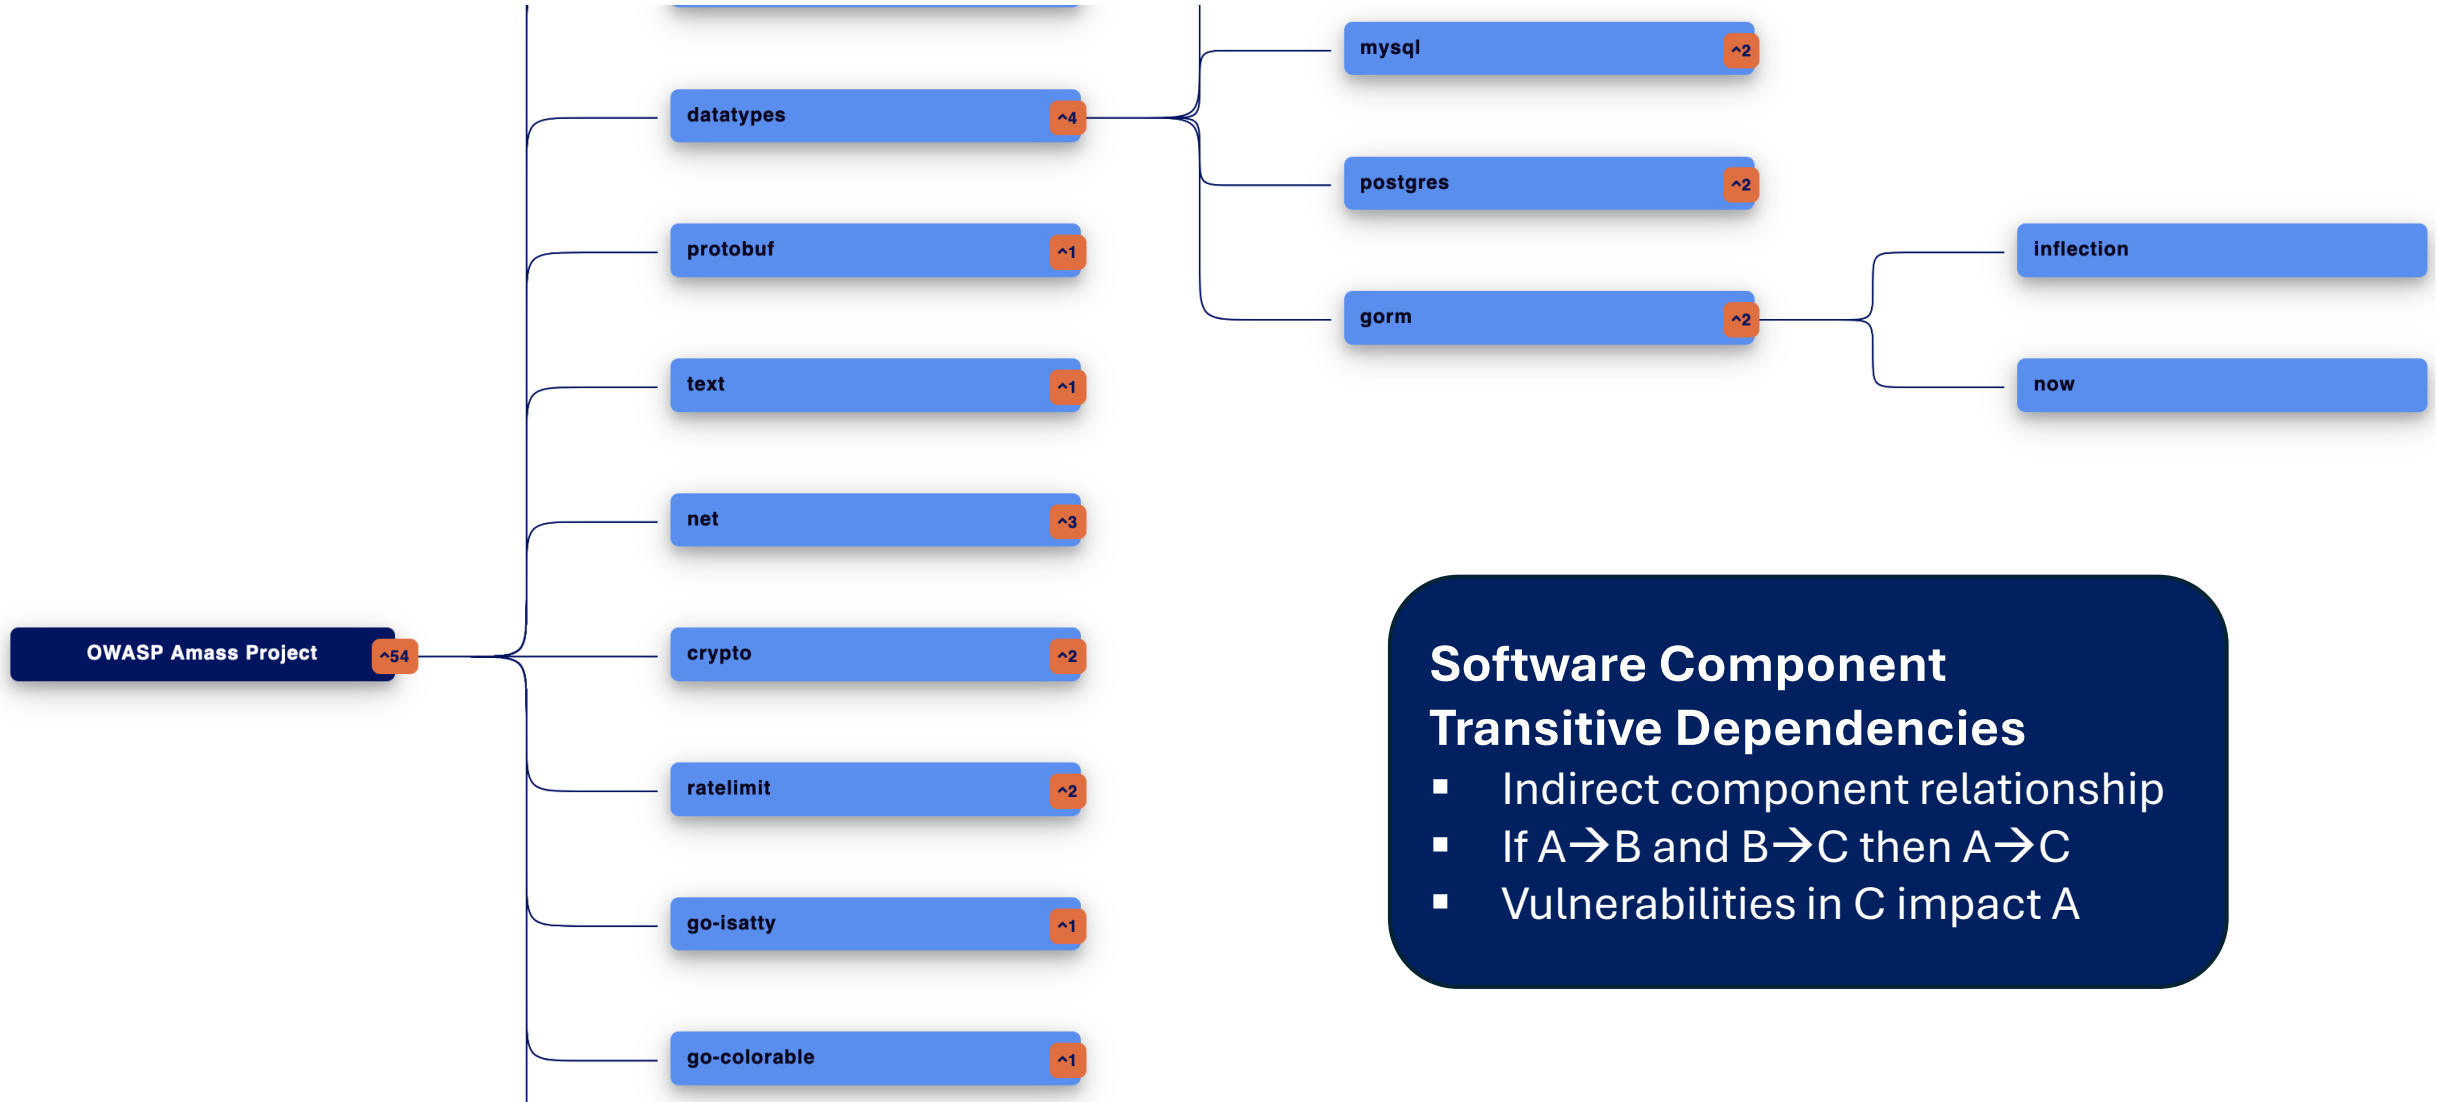 mysql ^2
datatypes ^4
postgres ^2
protobuf ^1
inflection
gorm ^2
text ^1
now
net ^3
OWASP Amass Project ^54
crypto ^2
ratelimit ^2
go-isatty ^1
go-colorable ^1
Software Component
Transitive Dependencies
▪ Indirect component relationship
▪ If A→B and B→C then A→C
▪ Vulnerabilities in C impact A